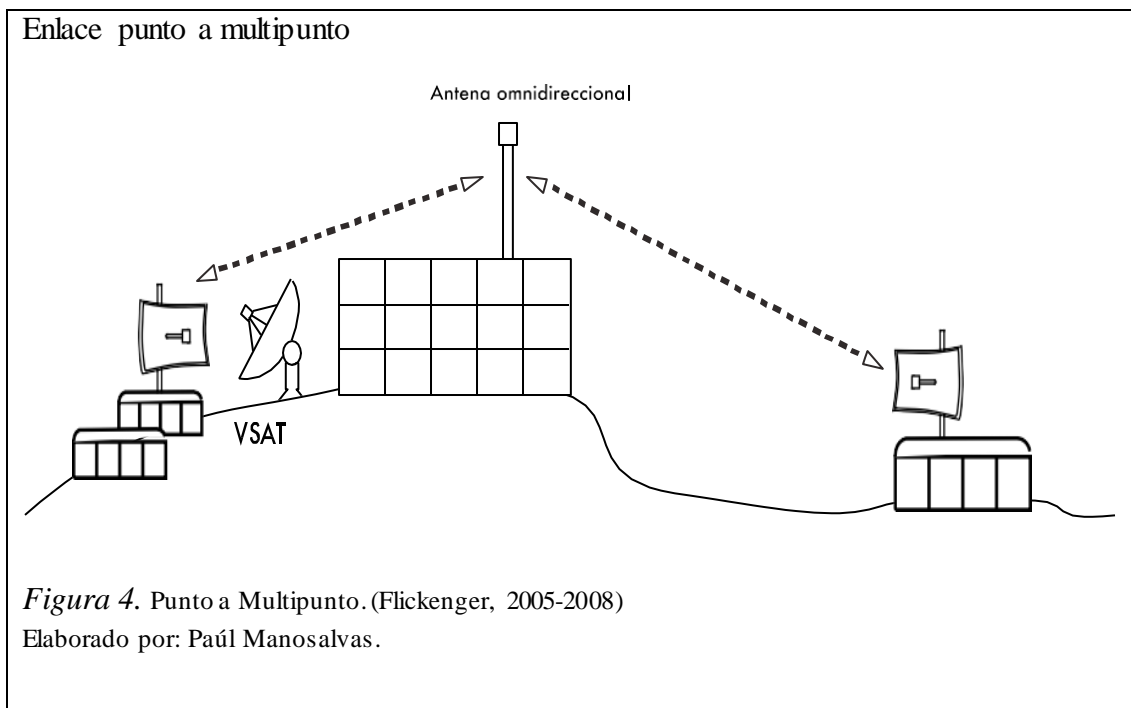 Enlace punto a multipunto
Antena omnidireccional
VSAT
Figura 4. Punto a Multipunto. (Flickenger, 2005-2008)
Elaborado por: Paúl Manosalvas.